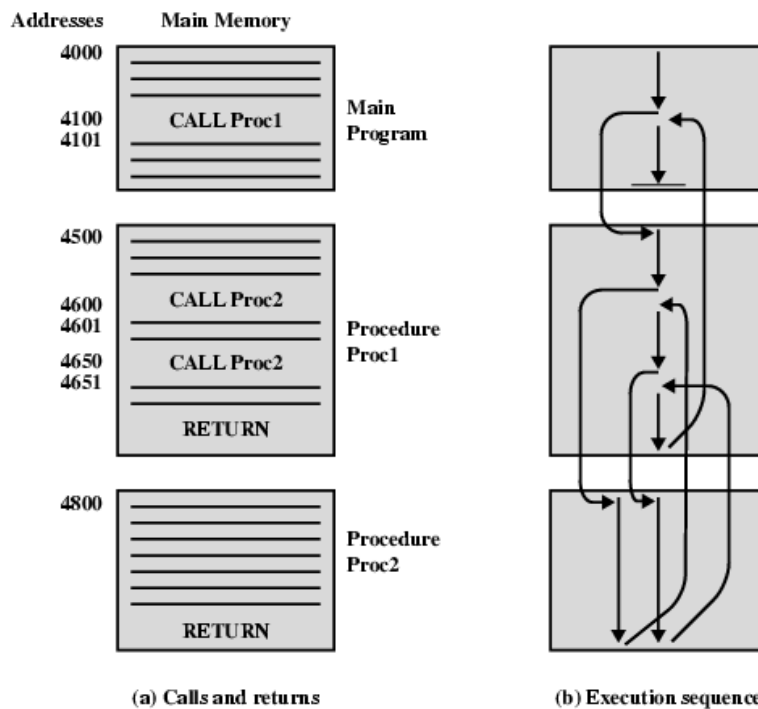 Addresses Main Memory
4000
4100 CALL Proc1
4101
Main
Program
4500
4600 CALL Proc2
4601
4650 CALL Proc2
4651
RETURN
Procedure
Proc1
4800
RETURN
Procedure
Proc2
(a) Calls and returns
(b) Execution sequence